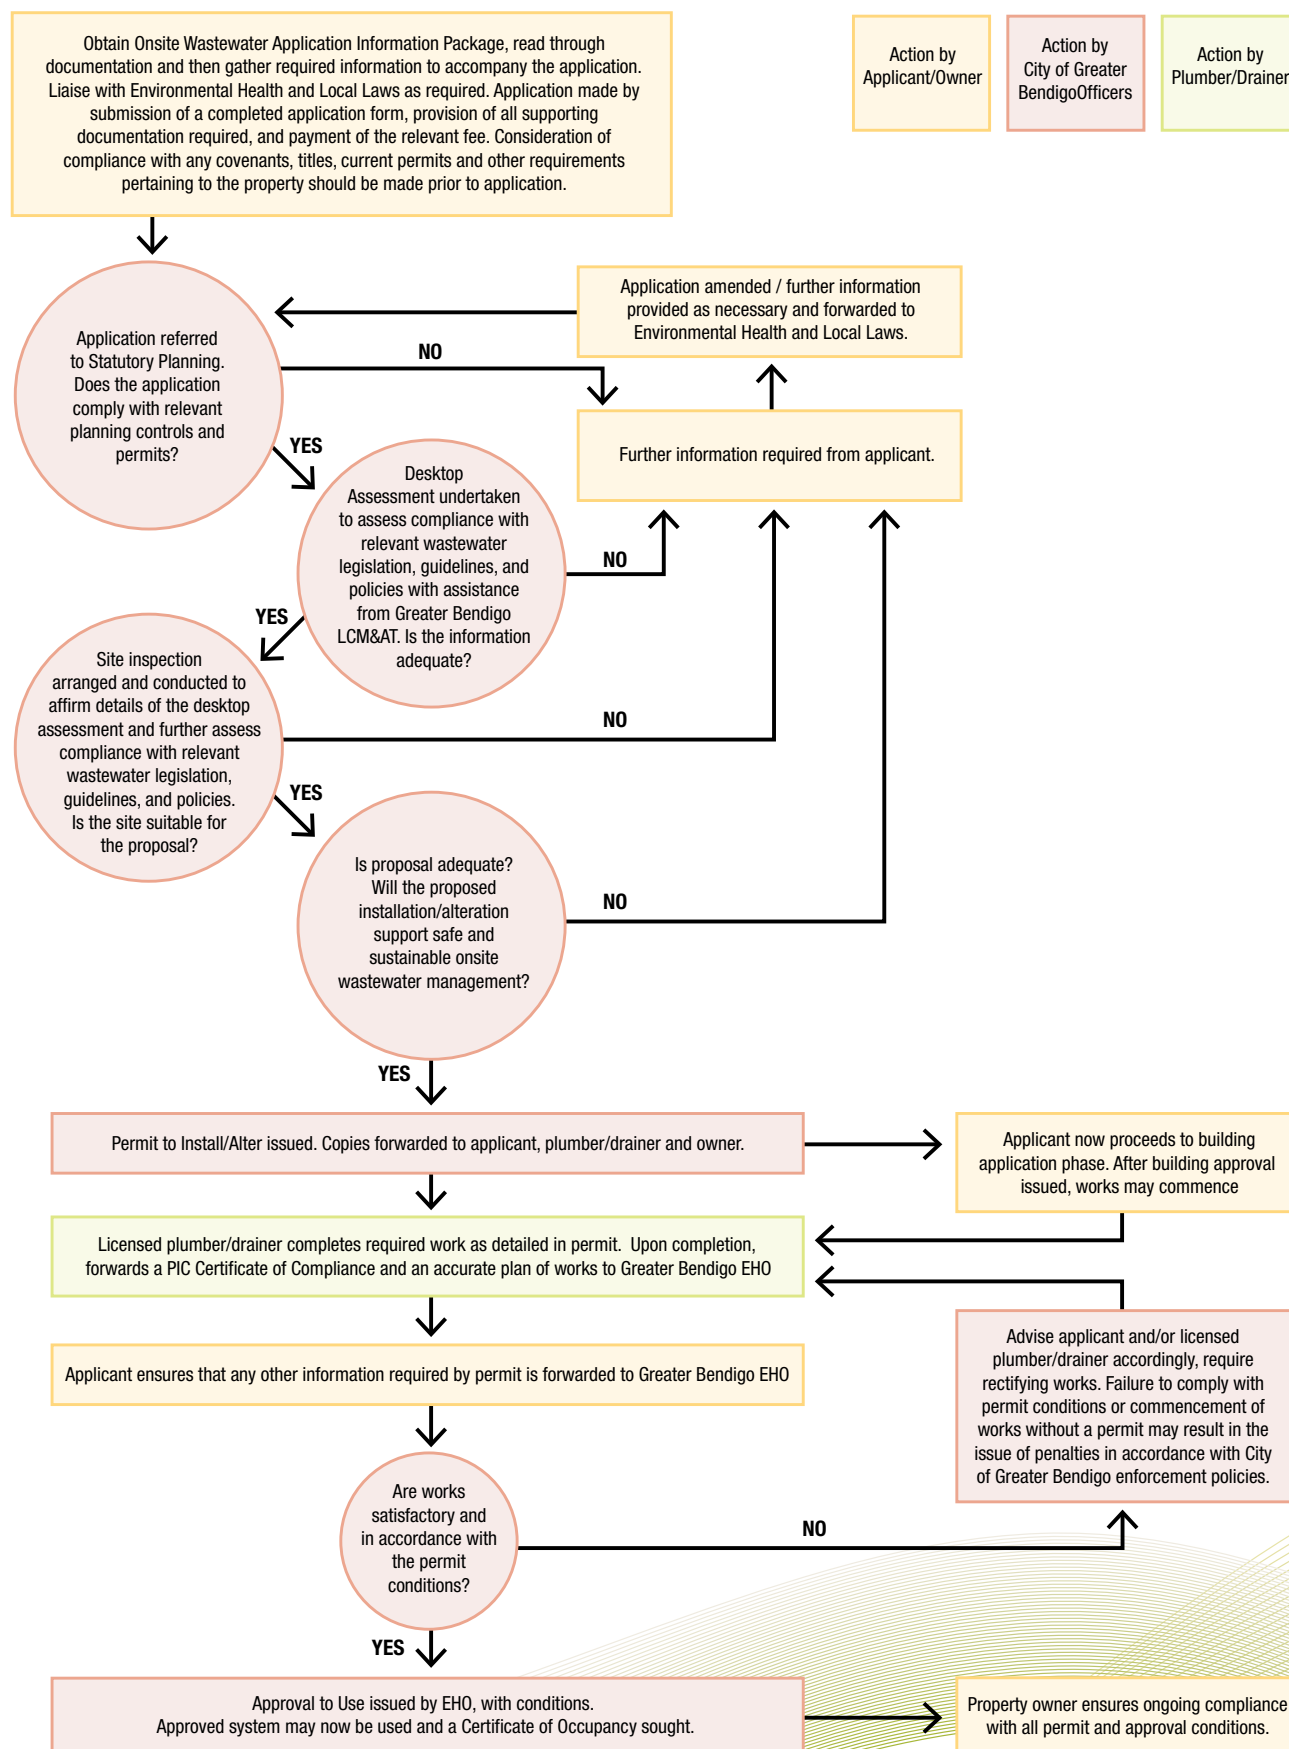 Obtain Onsite Wastewater Application Information Package, read through
documentation and then gather required information to accompany the application.
Liaise with Environmental Health and Local Laws as required. Application made by
submission of a completed application form, provision of all supporting
documentation required, and payment of the relevant fee. Consideration of
compliance with any covenants, titles, current permits and other requirements
pertaining to the property should be made prior to application.
Action by
Applicant/Owner
Action by
City of Greater
BendigoOfficers
Action by
Plumber/Drainer
Application referred
to Statutory Planning.
Does the application
comply with relevant
planning controls and
permits?
Application amended / further information
provided as necessary and forwarded to
Environmental Health and Local Laws.
NO
YES
Further information required from applicant.
Desktop
Assessment undertaken
to assess compliance with
relevant wastewater
legislation, guidelines, and
policies with assistance
from Greater Bendigo
LCM&AT. Is the information
adequate?
NO
YES
Site inspection
arranged and conducted to
affirm details of the desktop
assessment and further assess
compliance with relevant
wastewater legislation,
guidelines, and policies.
Is the site suitable for
the proposal?
NO
YES
Is proposal adequate?
Will the proposed
installation/alteration
support safe and
sustainable onsite
wastewater management?
NO
YES
Permit to Install/Alter issued. Copies forwarded to applicant, plumber/drainer and owner.
Applicant now proceeds to building
application phase. After building approval
issued, works may commence
Licensed plumber/drainer completes required work as detailed in permit. Upon completion,
forwards a PIC Certificate of Compliance and an accurate plan of works to Greater Bendigo EHO
Applicant ensures that any other information required by permit is forwarded to Greater Bendigo EHO
Advise applicant and/or licensed
plumber/drainer accordingly, require
rectifying works. Failure to comply with
permit conditions or commencement of
works without a permit may result in the
issue of penalties in accordance with City
of Greater Bendigo enforcement policies.
Are works
satisfactory and
in accordance with
the permit
conditions?
NO
YES
Approval to Use issued by EHO, with conditions.
Approved system may now be used and a Certificate of Occupancy sought.
Property owner ensures ongoing compliance
with all permit and approval conditions.